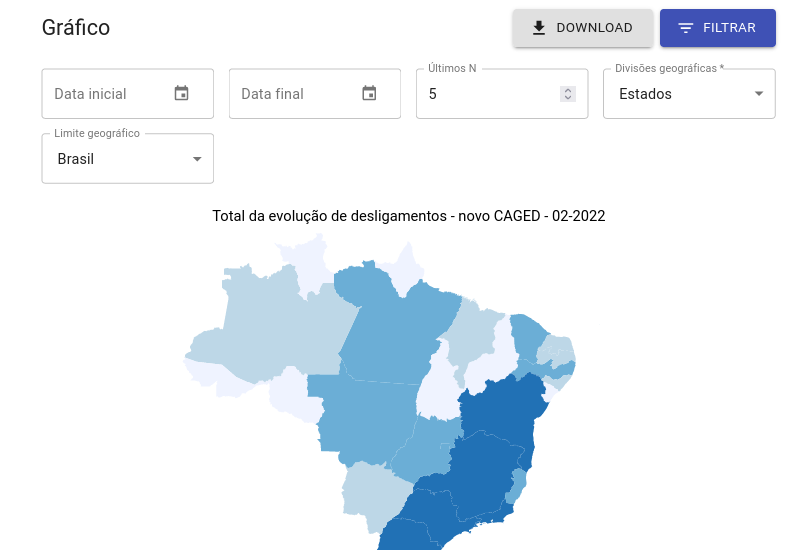 Gráfico
DOWNLOAD
FILTRAR
Data inicial
Data final
Últimos N
5
Divisões geográficas *
Estados
Limite geográfico
Brasil
Total da evolução de desligamentos - novo CAGED - 02-2022